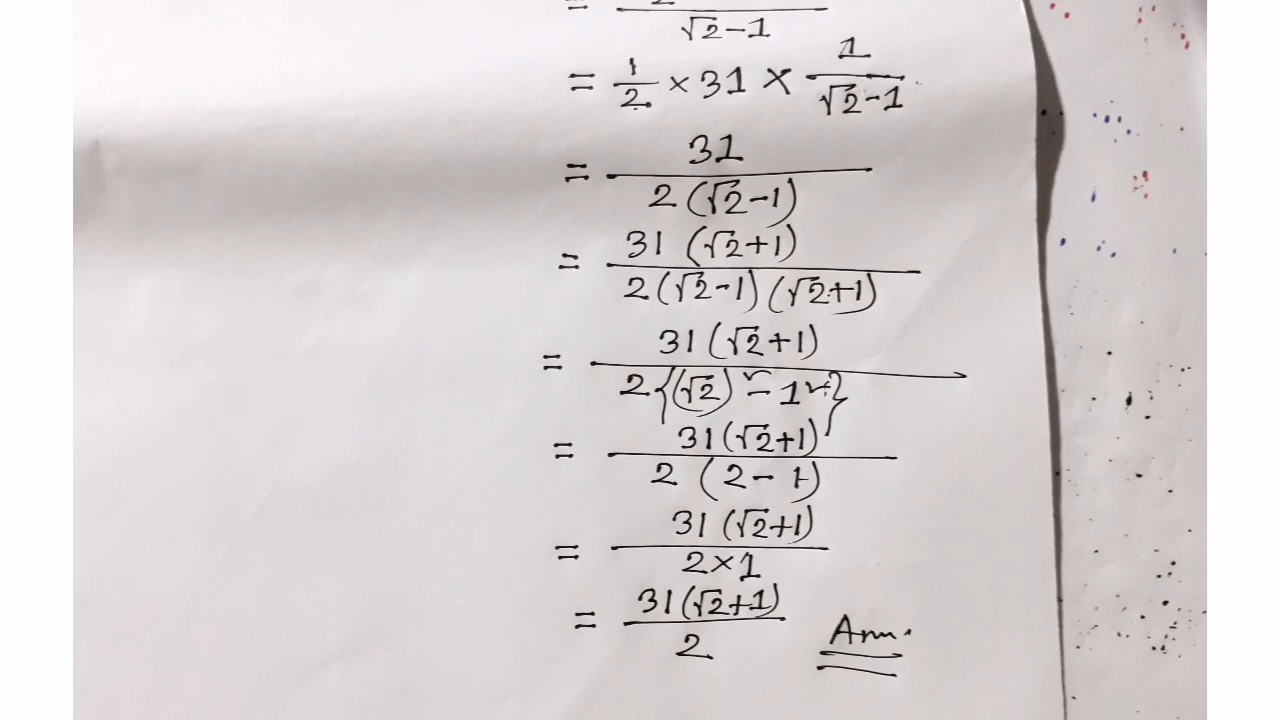 = 2 / √2-1
= 1/2 × 31 × 1/√2-1
= 31 / 2(√2-1)
= 31 (√2+1) / 2(√2-1) (√2+1)
= 31(√2+1) / 2{(√2)² - 1²}
= 31(√2+1) / 2 (2-1)
= 31 (√2+1) / 2×1
= 31(√2+1) / 2 Ans.